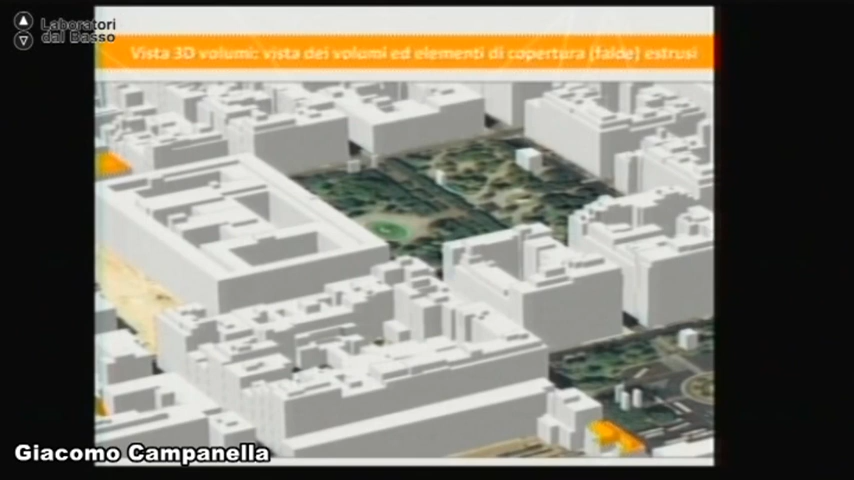 Laboratori
dal Basso
Vista 3D volumi: vista dei volumi ed elementi di copertura (falde) estrusi
Giacomo Campanella